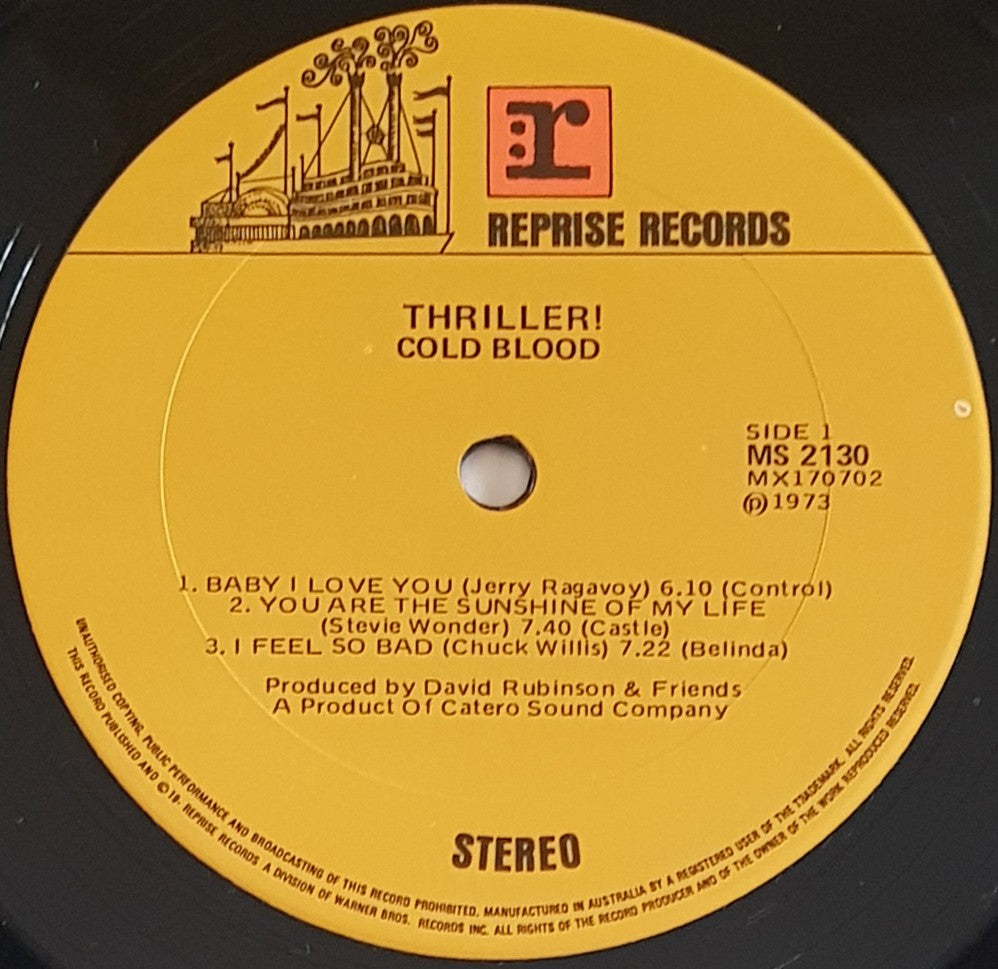 r
REPRISE RECORDS
THRILLER!
COLD BLOOD
SIDE 1
MS 2130
MX170702
℗1973
1. BABY I LOVE YOU (Jerry Ragavoy) 6.10 (Control)
2. YOU ARE THE SUNSHINE OF MY LIFE
(Stevie Wonder) 7.40 (Castle)
3. I FEEL SO BAD (Chuck Willis) 7.22 (Belinda)
Produced by David Rubinson & Friends
A Product Of Catero Sound Company
STEREO
UNAUTHORISED COPYING, PUBLIC PERFORMANCE AND BROADCASTING OF THIS RECORD PROHIBITED. MANUFACTURED IN AUSTRALIA BY A REGISTERED USER OF THE TRADEMARK. ALL RIGHTS RESERVED.
THIS RECORD PUBLISHED AND © 19- REPRISE RECORDS A DIVISION OF WARNER BROS. RECORDS INC. ALL RIGHTS OF THE RECORD PRODUCER AND OF THE OWNER OF THE WORK REPRODUCED RESERVED.